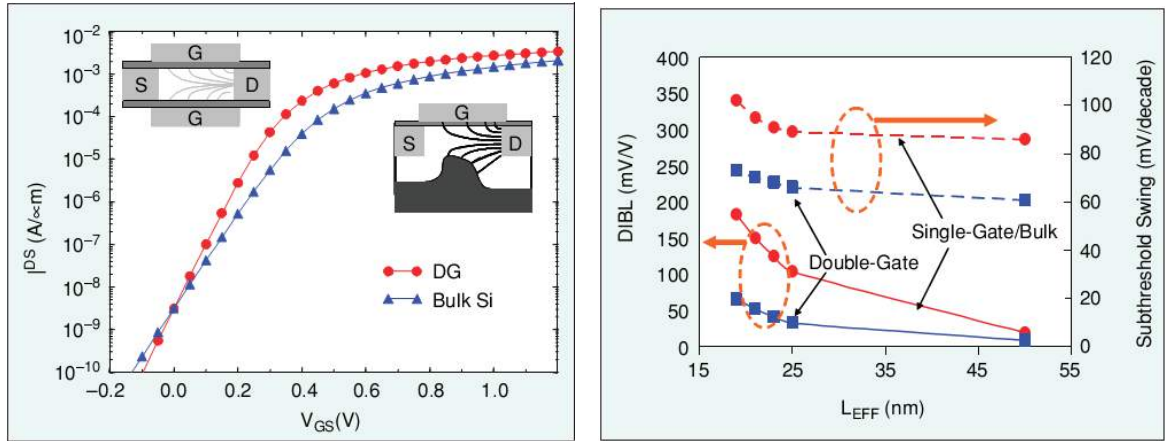 10⁻²
10⁻³
10⁻⁴
10⁻⁵
10⁻⁶
10⁻⁷
10⁻⁸
10⁻⁹
10⁻¹⁰
I^DS (A/∝m)
G
S D
G
G
S D
DG
Bulk Si
−0.2 0.0 0.2 0.4 0.6 0.8 1.0
V_GS(V)
400
350
300
250
200
150
100
50
0
DIBL (mV/V)
120
100
80
60
40
20
0
Subthreshold Swing (mV/decade)
Single-Gate/Bulk
Double-Gate
15 25 35 45 55
L_EFF (nm)